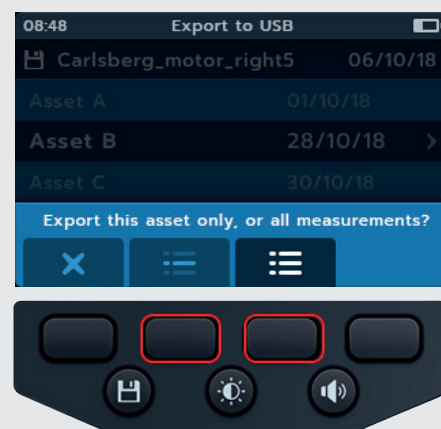 08:48 Export to USB
Carlsberg_motor_right5 06/10/18
Asset A 01/10/18
Asset B 28/10/18
Asset C 30/10/18
Export this asset only, or all measurements?